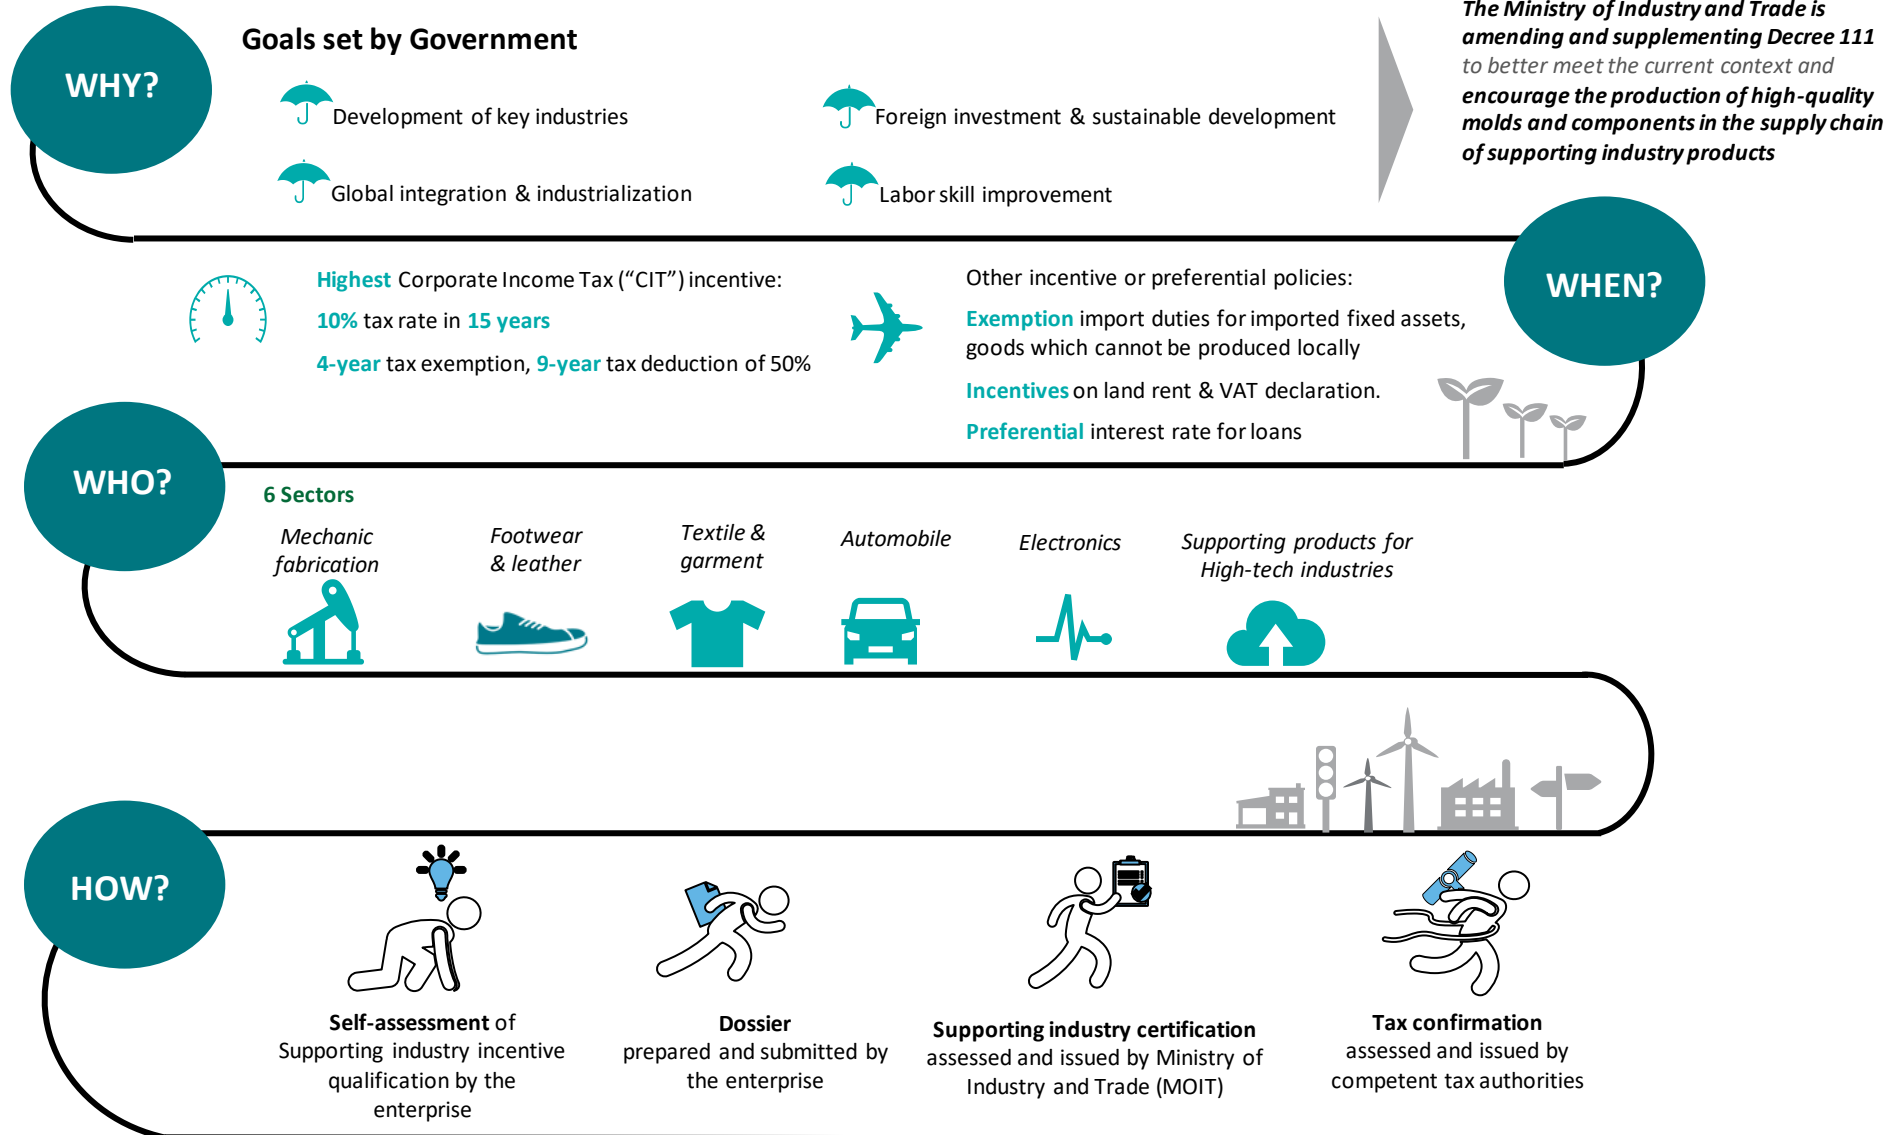 WHY?
Goals set by Government
Development of key industries
Foreign investment & sustainable development
Global integration & industrialization
Labor skill improvement
The Ministry of Industry and Trade is
amending and supplementing Decree 111
to better meet the current context and
encourage the production of high-quality
molds and components in the supply chain
of supporting industry products
WHEN?
Highest Corporate Income Tax (“CIT”) incentive:
10% tax rate in 15 years
4-year tax exemption, 9-year tax deduction of 50%
Other incentive or preferential policies:
Exemption import duties for imported fixed assets,
goods which cannot be produced locally
Incentives on land rent & VAT declaration.
Preferential interest rate for loans
WHO?
6 Sectors
Mechanic
fabrication
Footwear
& leather
Textile &
garment
Automobile
Electronics
Supporting products for
High-tech industries
HOW?
Self-assessment of
Supporting industry incentive
qualification by the
enterprise
Dossier
prepared and submitted by
the enterprise
Supporting industry certification
assessed and issued by Ministry of
Industry and Trade (MOIT)
Tax confirmation
assessed and issued by
competent tax authorities